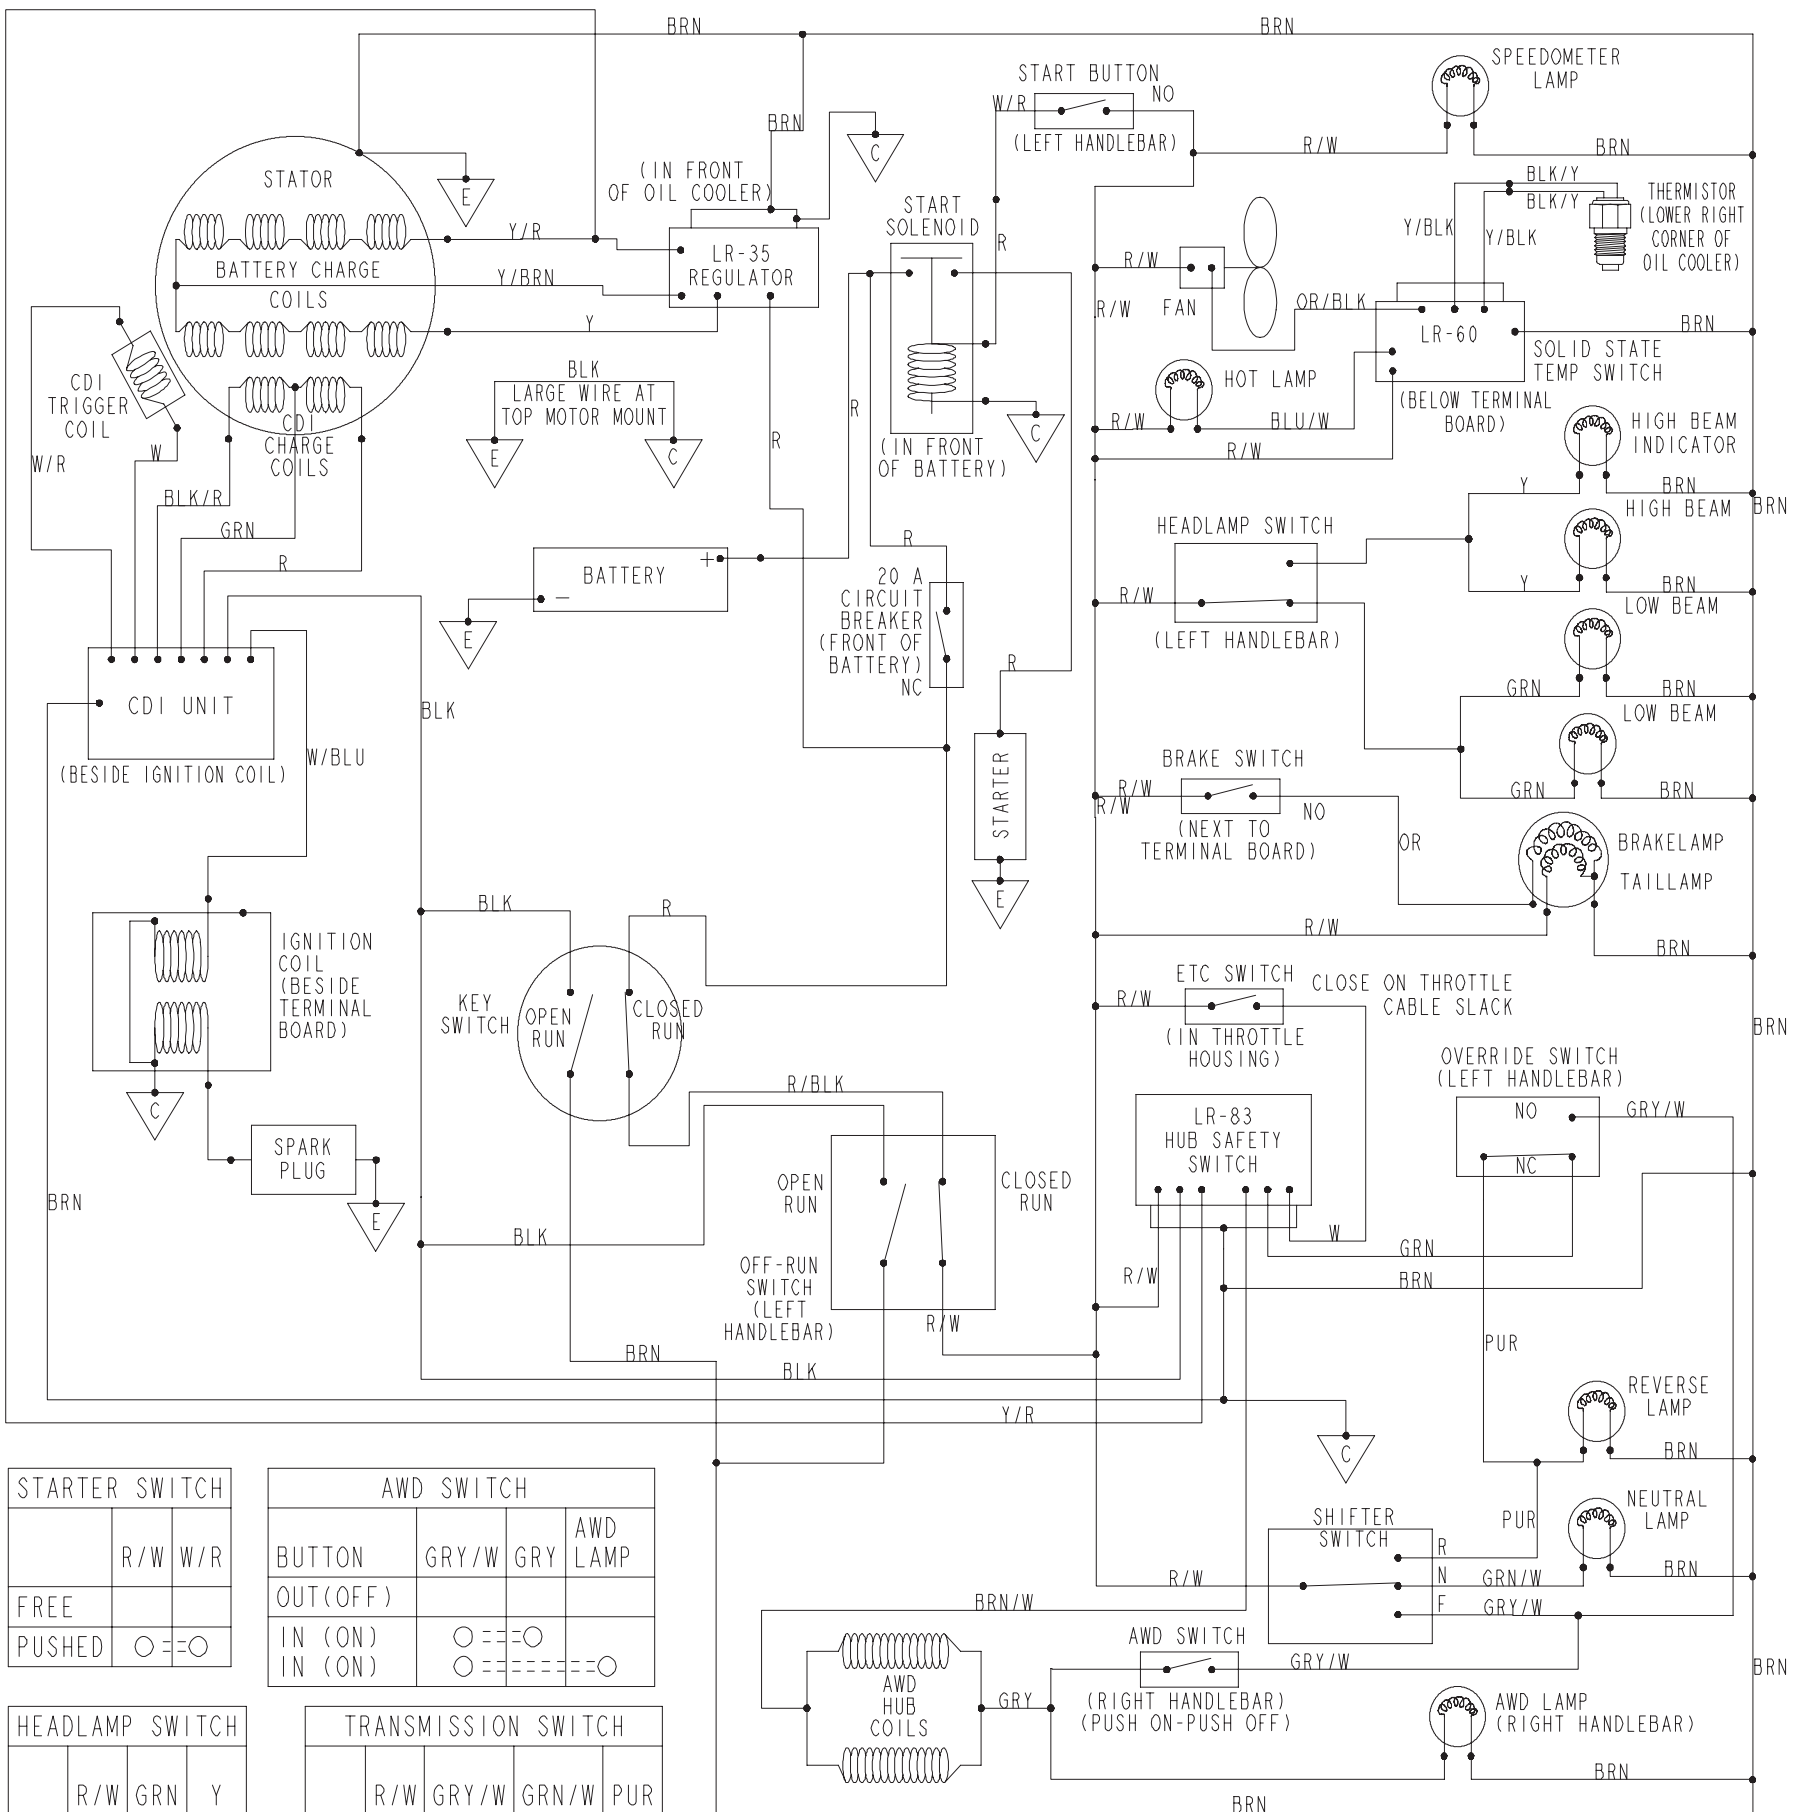 BRN
BRN
SPEEDOMETER
LAMP
START BUTTON
NO
W/R
(LEFT HANDLEBAR)
R/W
BRN
BRN
C
STATOR
E
(IN FRONT
OF OIL COOLER)
BLK/Y
BLK/Y
THERMISTOR
(LOWER RIGHT
CORNER OF
OIL COOLER)
START
SOLENOID
R
Y/BLK
Y/BLK
Y/R
LR-35
REGULATOR
BATTERY CHARGE
COILS
Y/BRN
R/W
R/W
FAN
OR/BLK
Y
LR-60
BRN
SOLID STATE
TEMP SWITCH
(BELOW TERMINAL
BOARD)
BLK
LARGE WIRE AT
TOP MOTOR MOUNT
E
C
CDI
TRIGGER
COIL
CDI
CHARGE
COILS
HOT LAMP
R/W
BLU/W
R/W
R
R
C
(IN FRONT
OF BATTERY)
HIGH BEAM
INDICATOR
W/R
W
BLK/R
GRN
R
Y
BRN
HIGH BEAM
BRN
HEADLAMP SWITCH
R/W
(LEFT HANDLEBAR)
Y
BRN
LOW BEAM
R
BATTERY
+
−
E
20 A
CIRCUIT
BREAKER
(FRONT OF
BATTERY)
NC
R
GRN
BRN
LOW BEAM
CDI UNIT
(BESIDE IGNITION COIL)
BLK
W/BLU
STARTER
E
BRAKE SWITCH
R/W
R/W
NO
(NEXT TO
TERMINAL BOARD)
GRN
BRN
OR
BRAKELAMP
TAILLAMP
R/W
BRN
BLK
R
IGNITION
COIL
(BESIDE
TERMINAL
BOARD)
C
KEY
SWITCH
OPEN
RUN
CLOSED
RUN
ETC SWITCH
R/W
CLOSE ON THROTTLE
CABLE SLACK
(IN THROTTLE
HOUSING)
BRN
OVERRIDE SWITCH
(LEFT HANDLEBAR)
NO
NC
GRY/W
R/BLK
LR-83
HUB SAFETY
SWITCH
SPARK
PLUG
E
BRN
OPEN
RUN
CLOSED
RUN
BLK
OFF-RUN
SWITCH
(LEFT
HANDLEBAR)
R/W
R/W
W
GRN
BRN
PUR
BRN
BLK
Y/R
C
REVERSE
LAMP
BRN
STARTER SWITCH
R/W W/R
FREE
PUSHED
AWD SWITCH
BUTTON GRY/W GRY AWD
LAMP
OUT(OFF)
IN (ON)
IN (ON)
SHIFTER
SWITCH
PUR
NEUTRAL
LAMP
R
N
F
R/W
GRN/W
BRN
GRY/W
BRN/W
AWD SWITCH
GRY/W
BRN
AWD
HUB
COILS
GRY
(RIGHT HANDLEBAR)
(PUSH ON-PUSH OFF)
AWD LAMP
(RIGHT HANDLEBAR)
BRN
HEADLAMP SWITCH
R/W GRN Y
TRANSMISSION SWITCH
R/W GRY/W GRN/W PUR
BRN